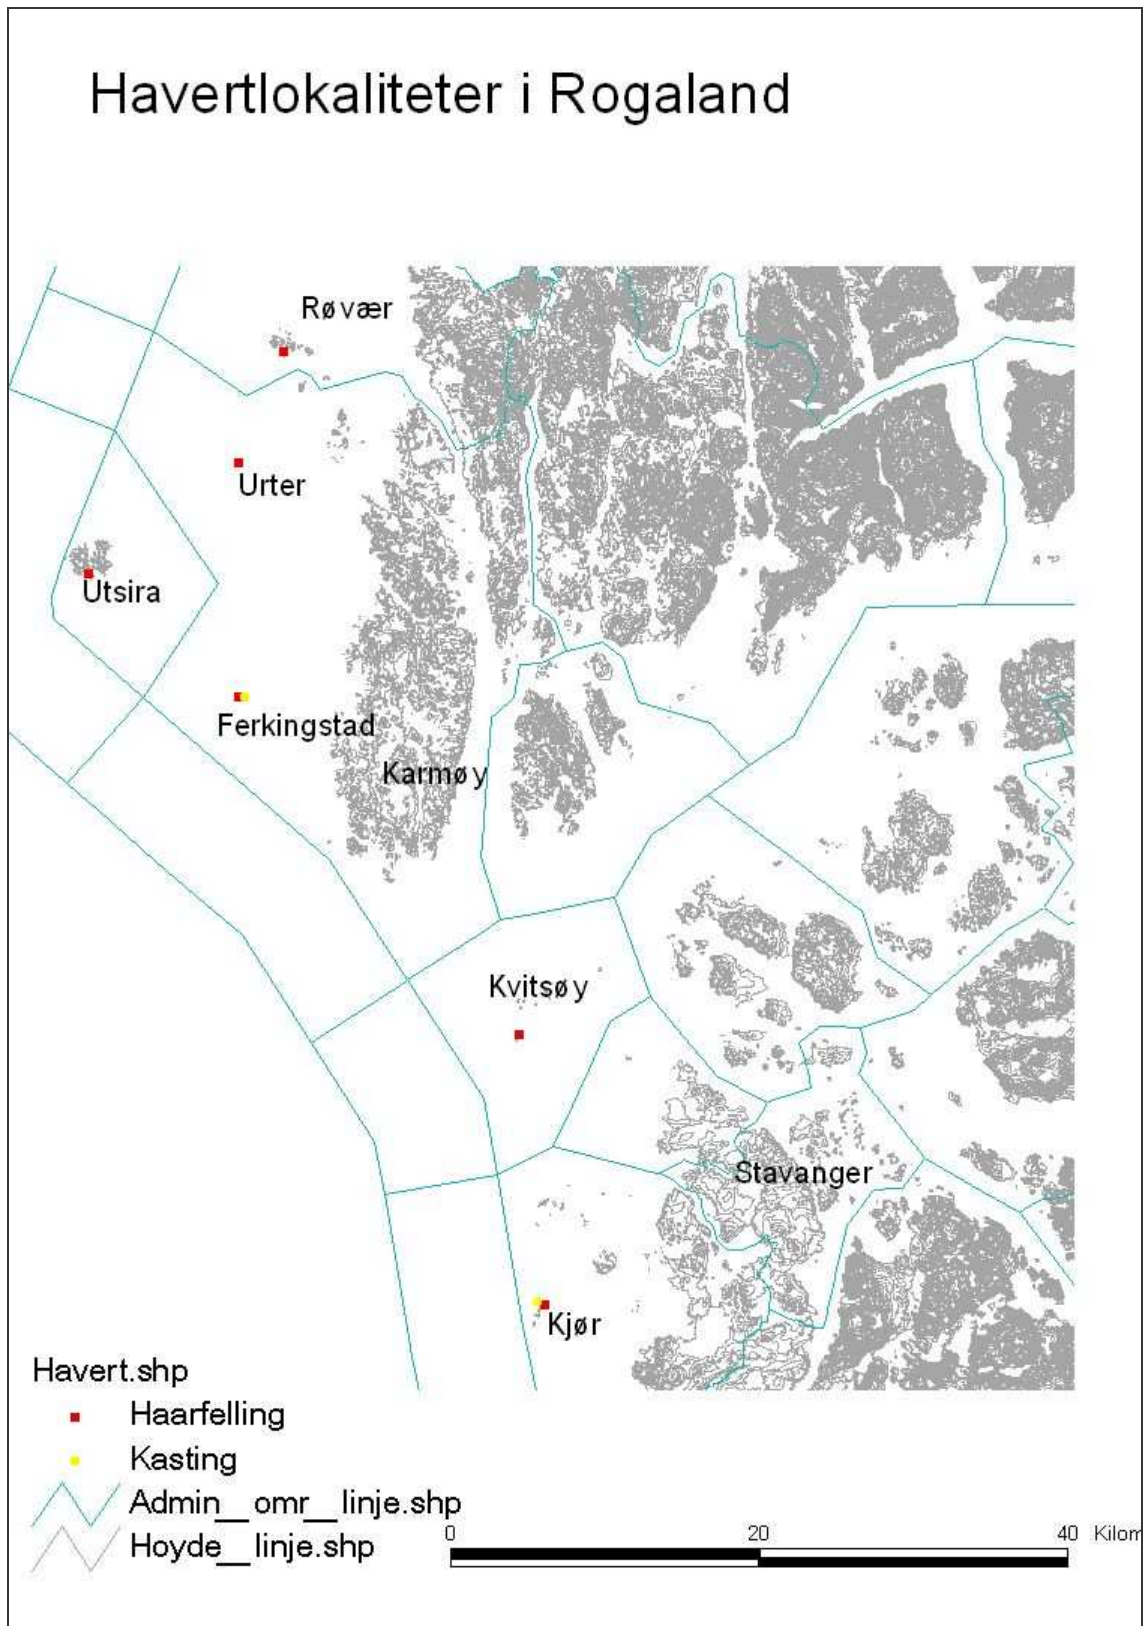 Havertlokaliteter i Rogaland
Røvær
Urter
Utsira
Ferkingstad
Karmøy
Kvitsøy
Stavanger
Kjør
Havert.shp
Haarfelling
Kasting
Admin__omr__linje.shp
Hoyde__linje.shp
0 20 40 Kilom